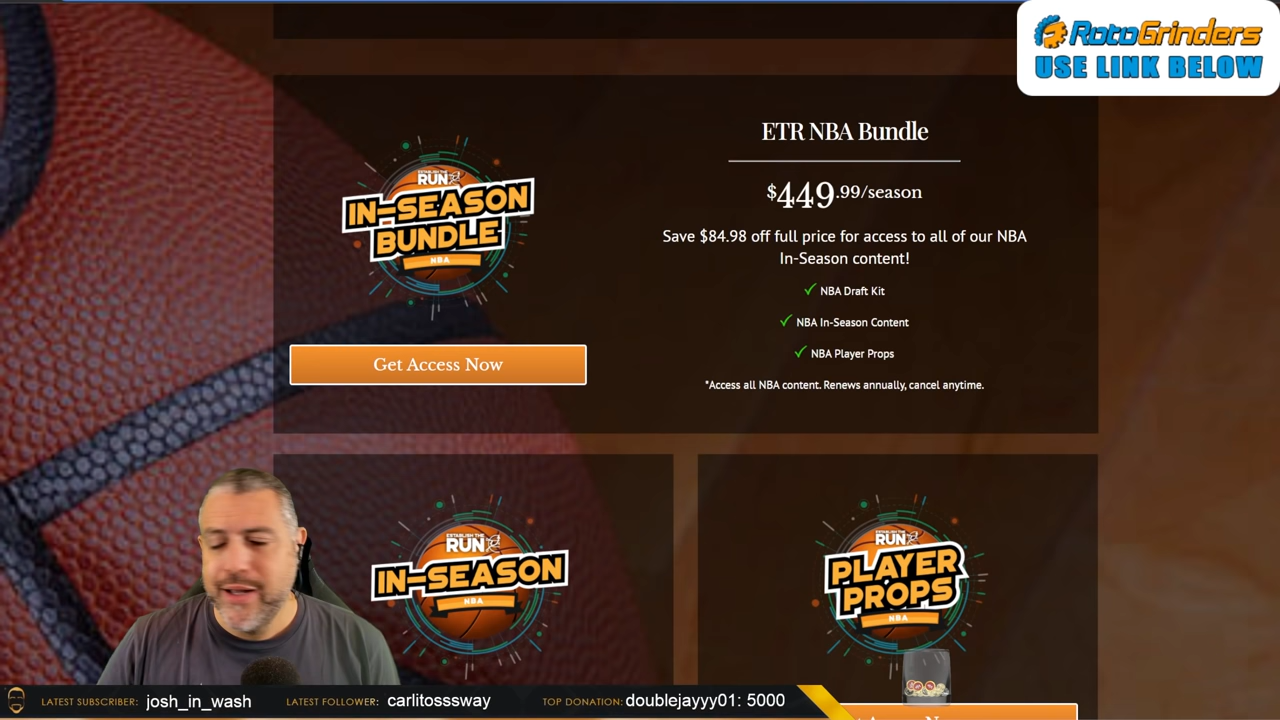 RotoGrinders
USE LINK BELOW
ETR NBA Bundle
$449.99/season
Save $84.98 off full price for access to all of our NBA
In-Season content!
✓ NBA Draft Kit
✓ NBA In-Season Content
✓ NBA Player Props
*Access all NBA content. Renews annually, cancel anytime.
ESTABLISH THE
RUN
IN-SEASON
BUNDLE
NBA
Get Access Now
ESTABLISH THE
RUN
IN-SEASON
NBA
ESTABLISH THE
RUN
PLAYER
PROPS
NBA
LATEST SUBSCRIBER: josh_in_wash
LATEST FOLLOWER: carlitosssway
TOP DONATION: doublejayyy01: 5000